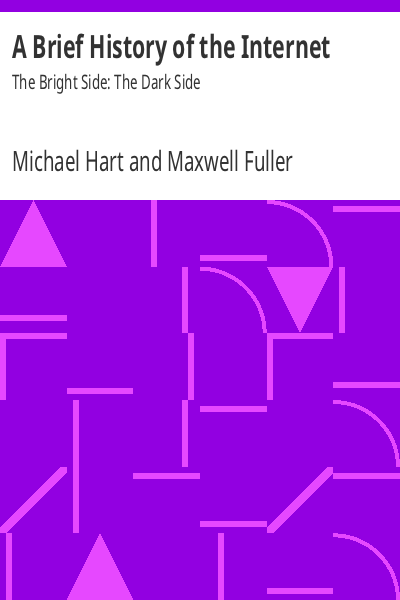 A Brief History of the Internet
The Bright Side: The Dark Side
Michael Hart and Maxwell Fuller